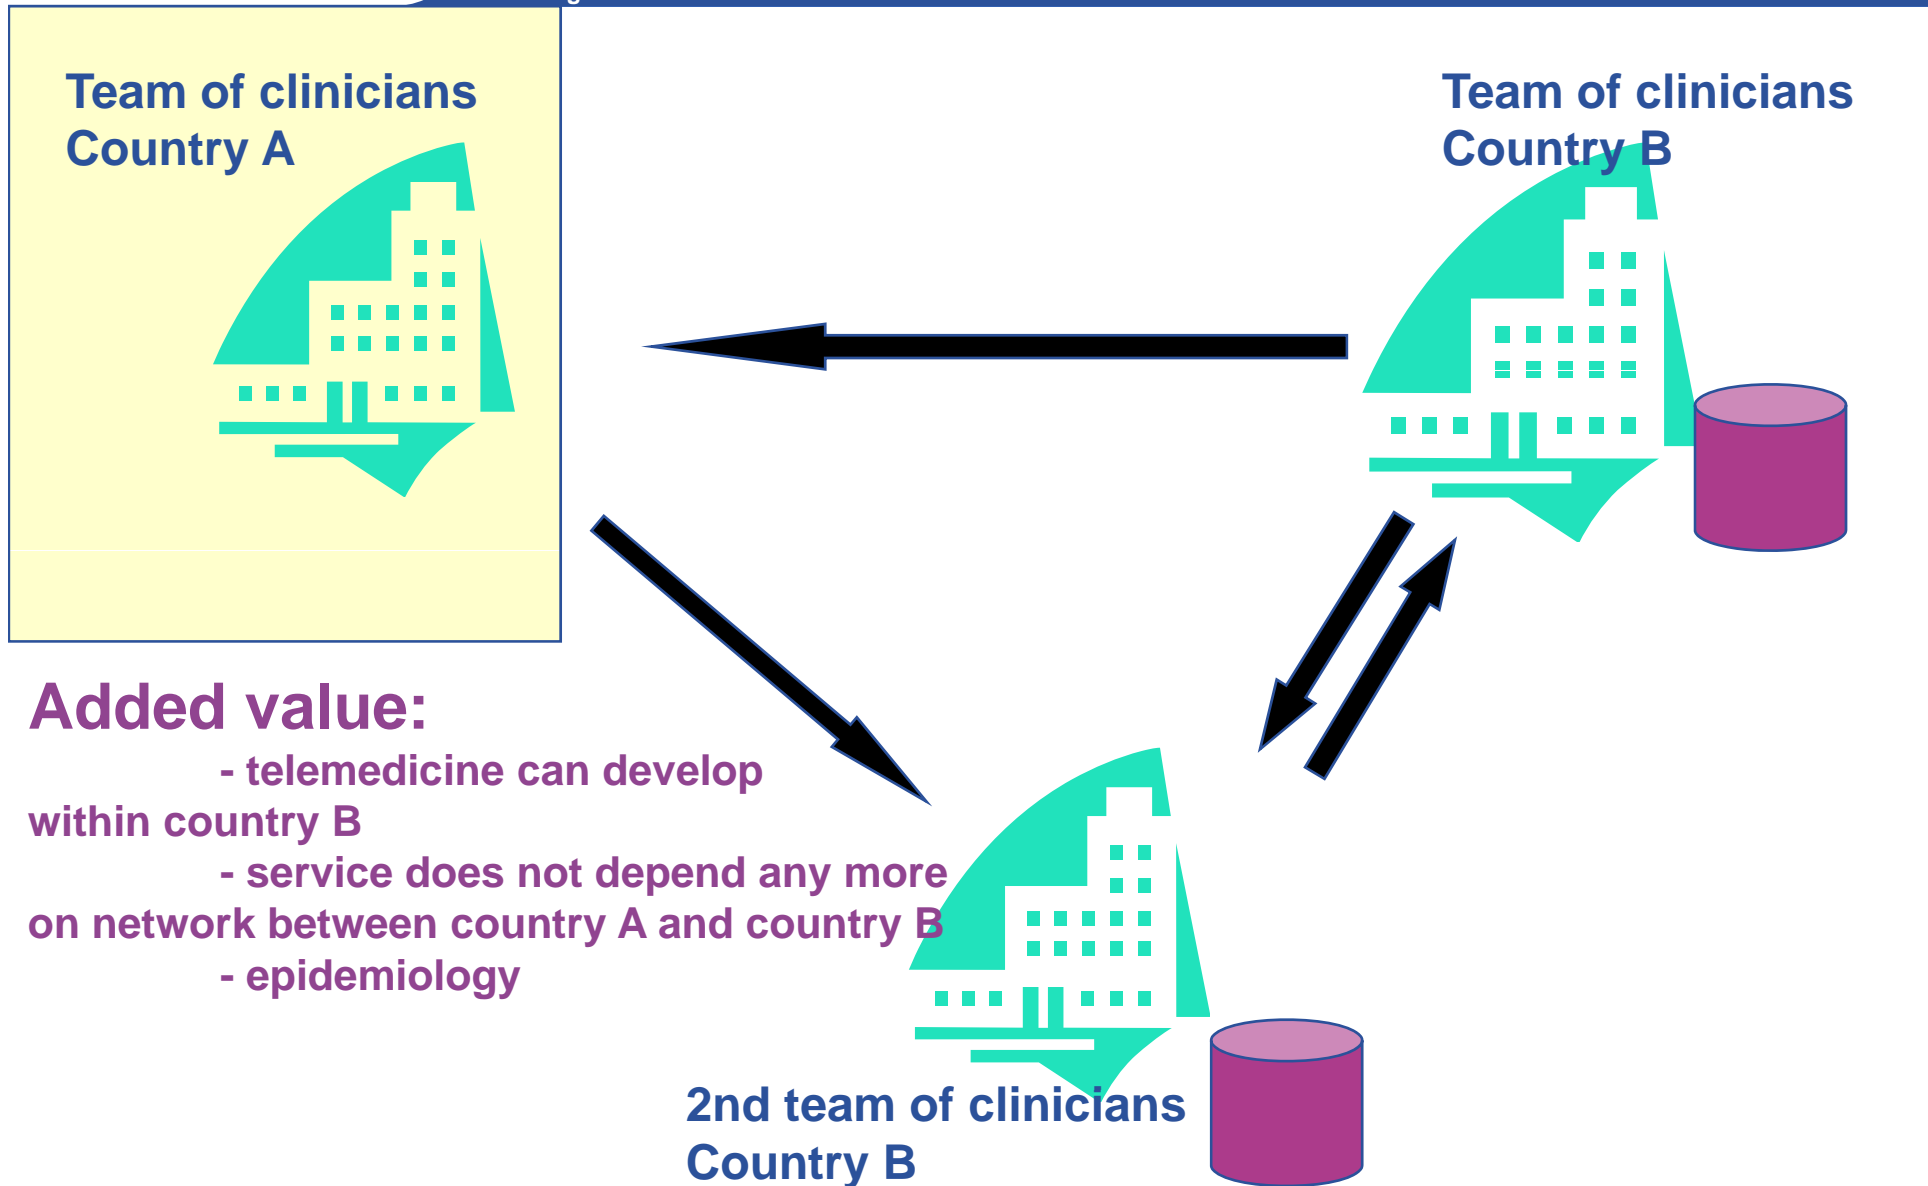 Team of clinicians
Country A
Team of clinicians
Country B
Added value:
- telemedicine can develop
within country B
- service does not depend any more
on network between country A and country B
- epidemiology
2nd team of clinicians
Country B